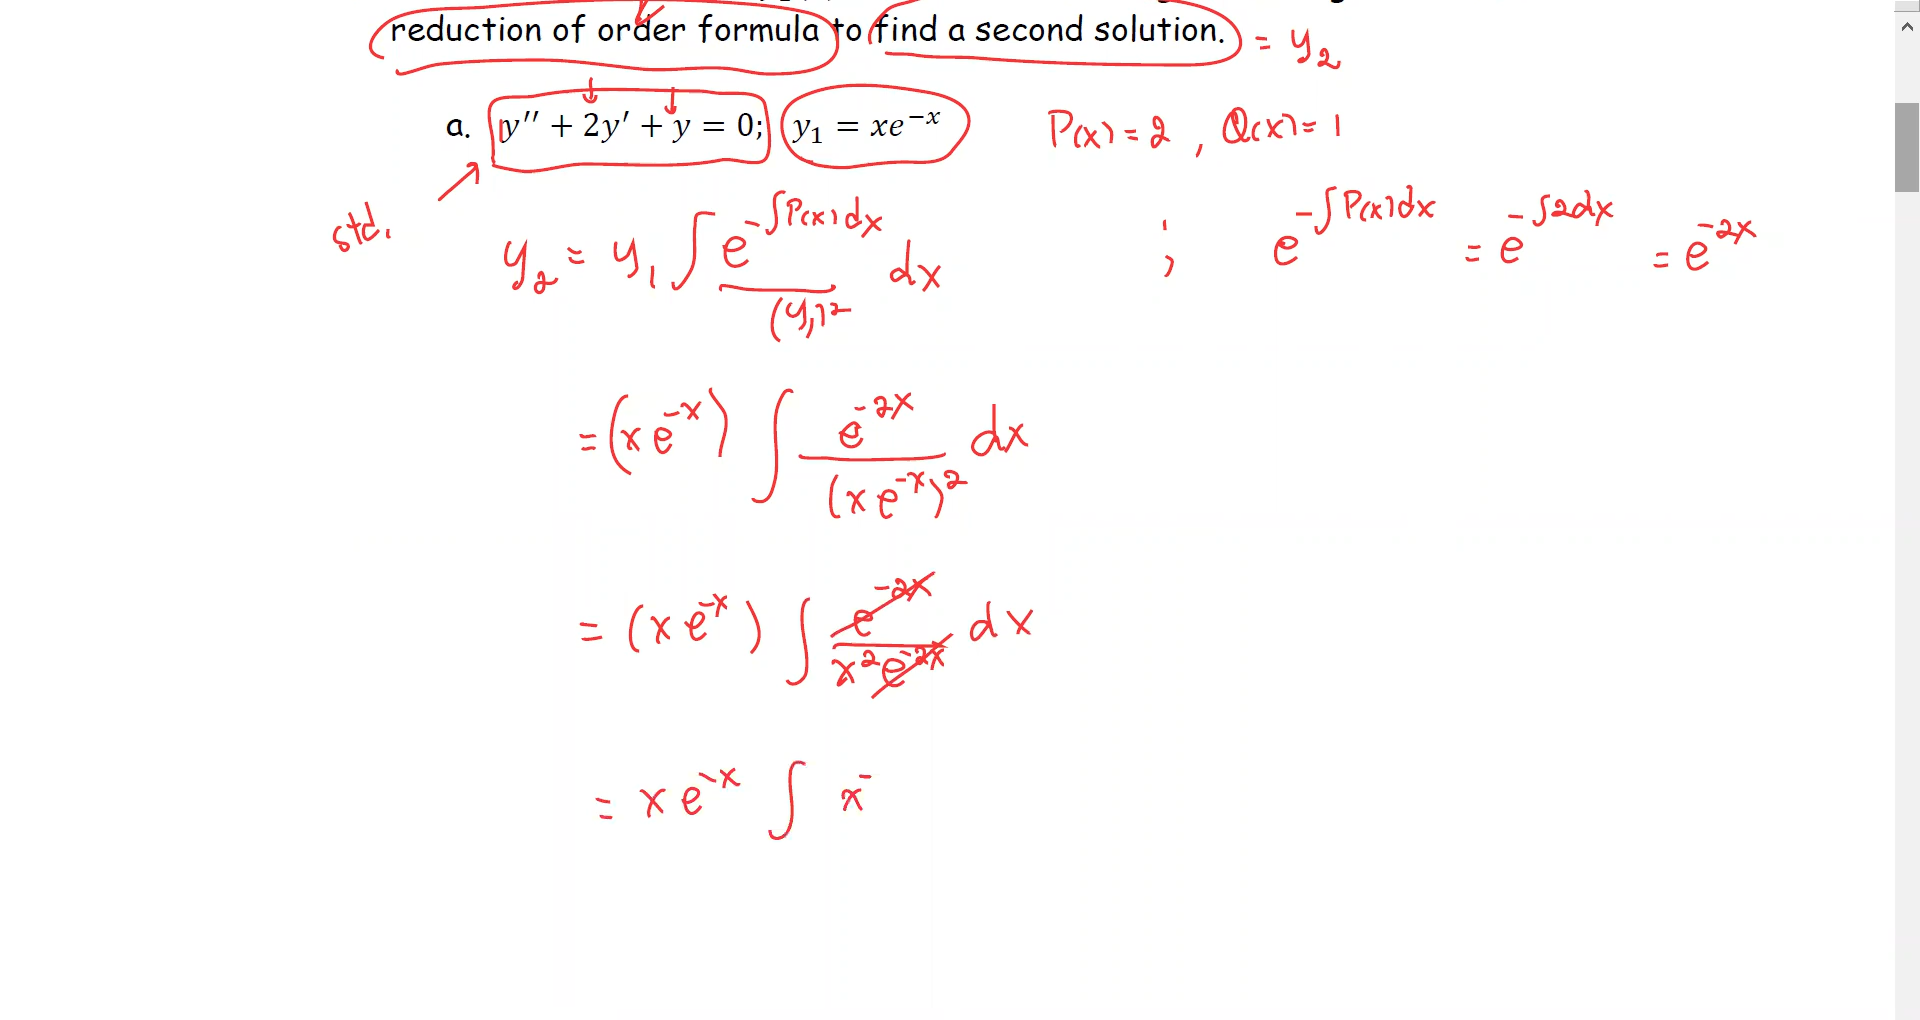 reduction of order formula to find a second solution. = y₂
a. y′′ + 2y′ + y = 0; y₁ = xe⁻ˣ P(x) = 2 , Q(x) = 1
std.
y₂ = y₁ ∫ e^(-∫P(x)dx) / (y₁)² dx ; e^(-∫P(x)dx) = e^(-∫2dx) = e^(-2x)
= (xe⁻ˣ) ∫ e^(-2x) / (xe⁻ˣ)² dx
= (xe⁻ˣ) ∫ e^(-2x) / x²e^(-2x) dx
= xe⁻ˣ ∫ x⁻